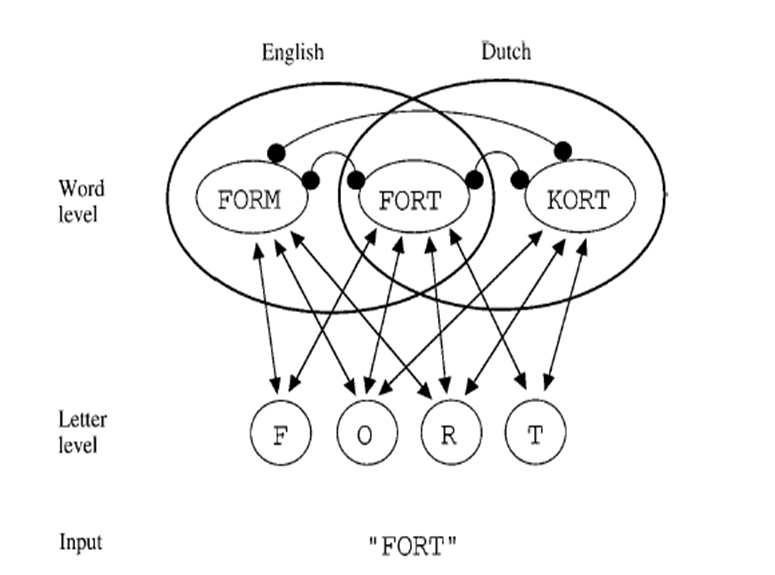 English Dutch
Word
level
FORM FORT KORT
Letter
level
F O R T
Input "FORT"